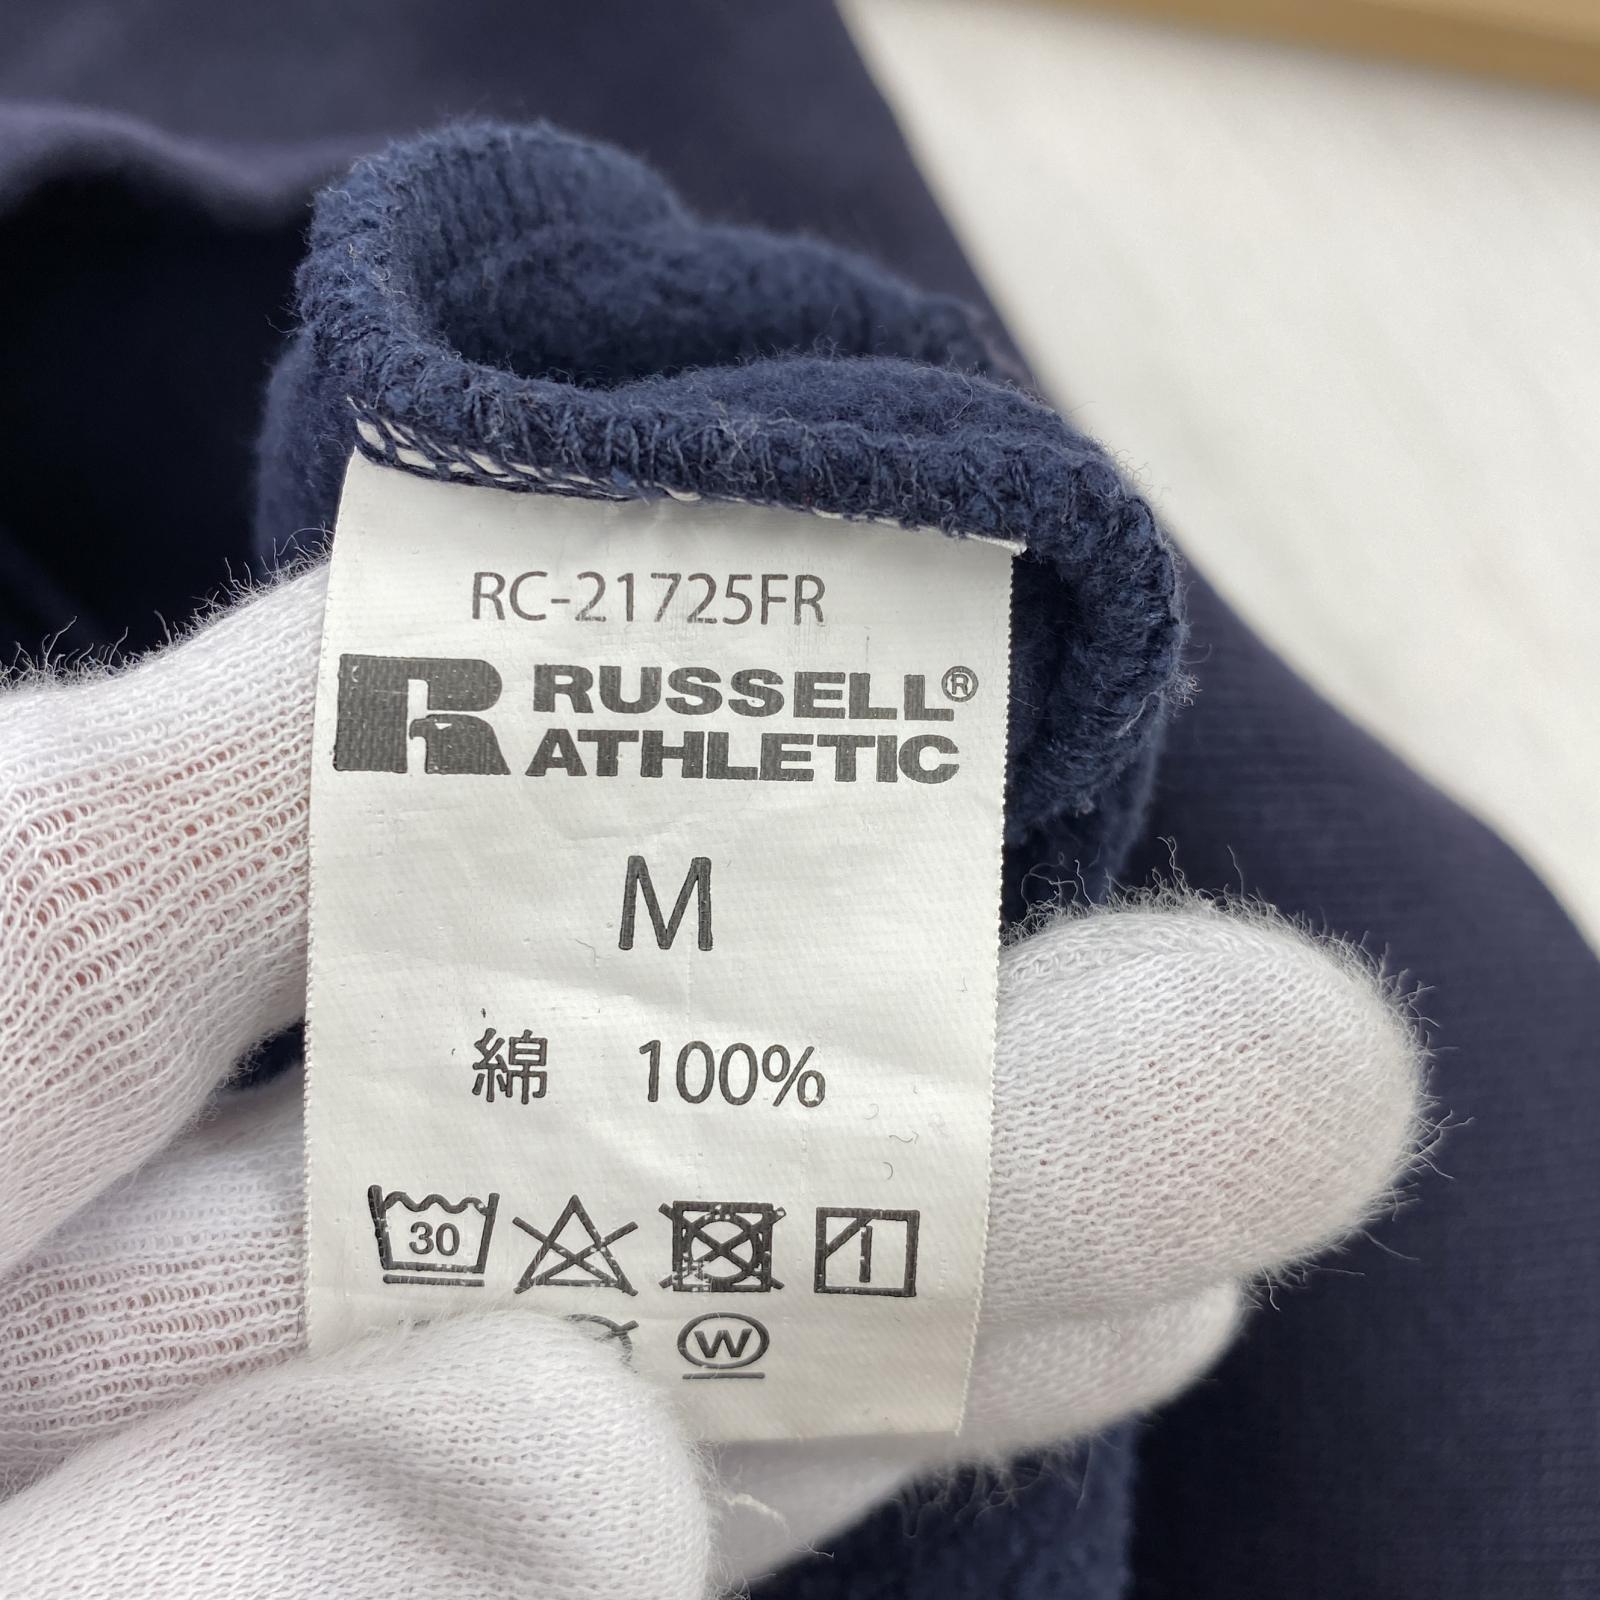 RC-21725FR
RUSSELL®
ATHLETIC
M
綿 100%
30
W